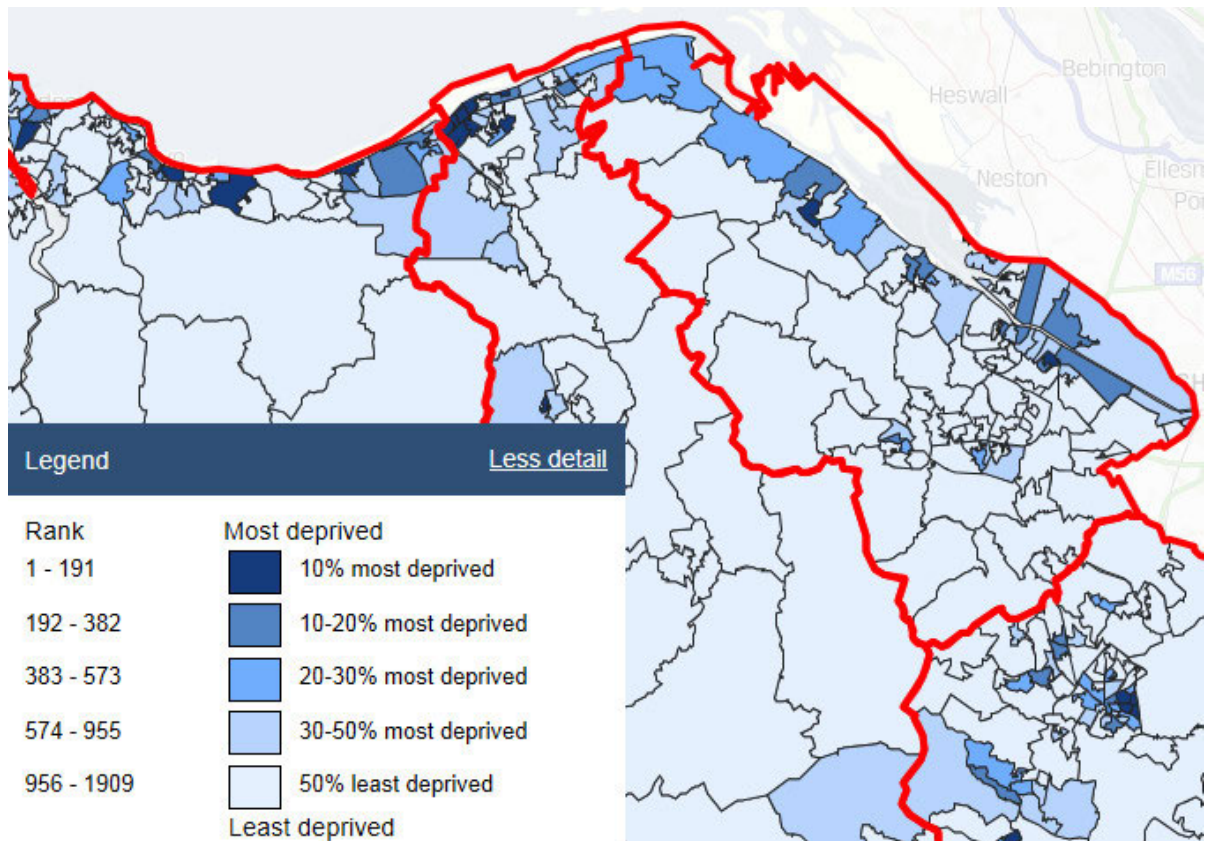 Bebington
Heswall
Neston
M56
Legend Less detail
Rank Most deprived
1 - 191 10% most deprived
192 - 382 10-20% most deprived
383 - 573 20-30% most deprived
574 - 955 30-50% most deprived
956 - 1909 50% least deprived
Least deprived